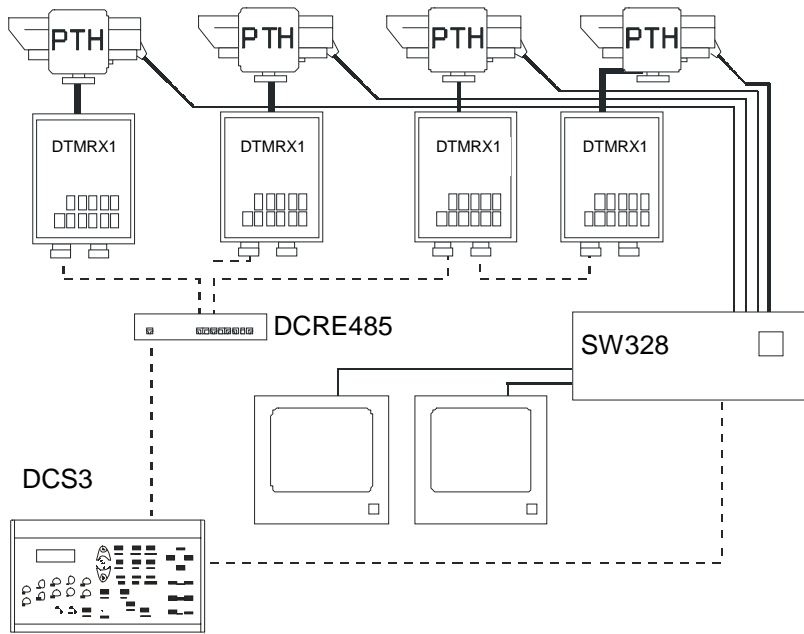 PTH
PTH
PTH
PTH
DTMRX1
DTMRX1
DTMRX1
DTMRX1
DCRE485
SW328
DCS3